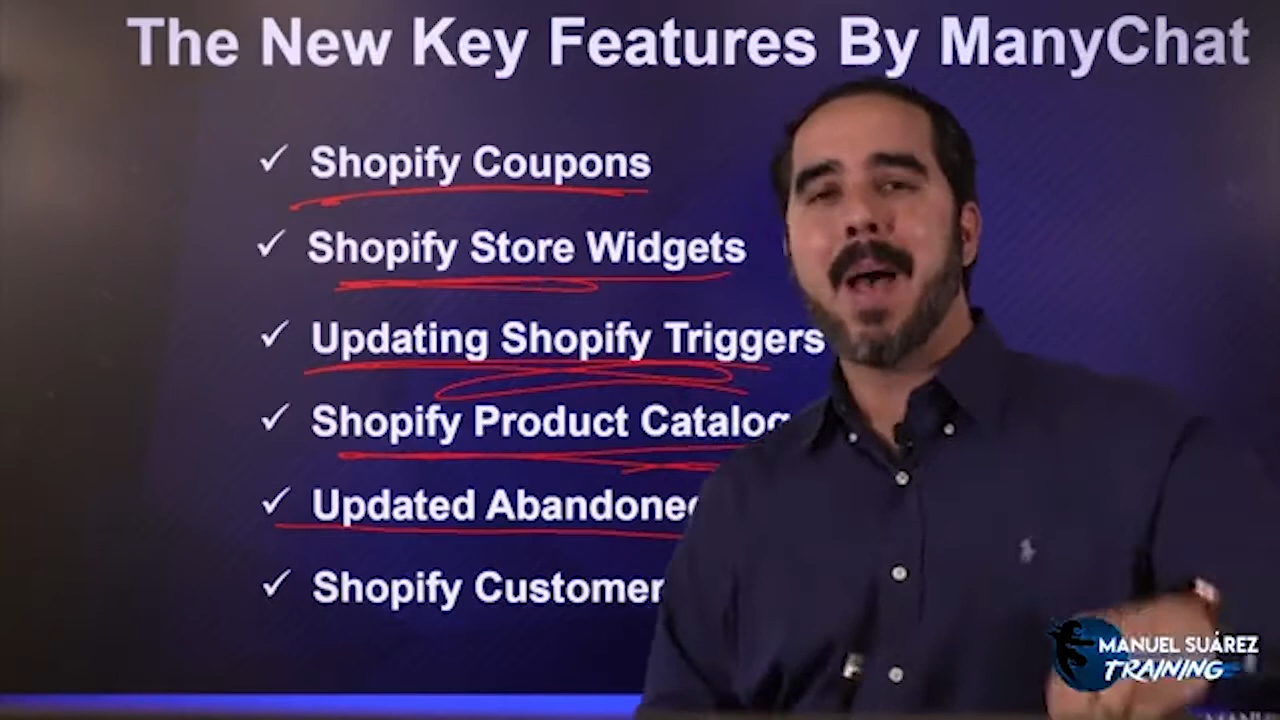 The New Key Features By ManyChat
✓ Shopify Coupons
✓ Shopify Store Widgets
✓ Updating Shopify Triggers
✓ Shopify Product Catalog
✓ Updated Abandoned
✓ Shopify Customer
MANUEL SUÁREZ
TRAINING